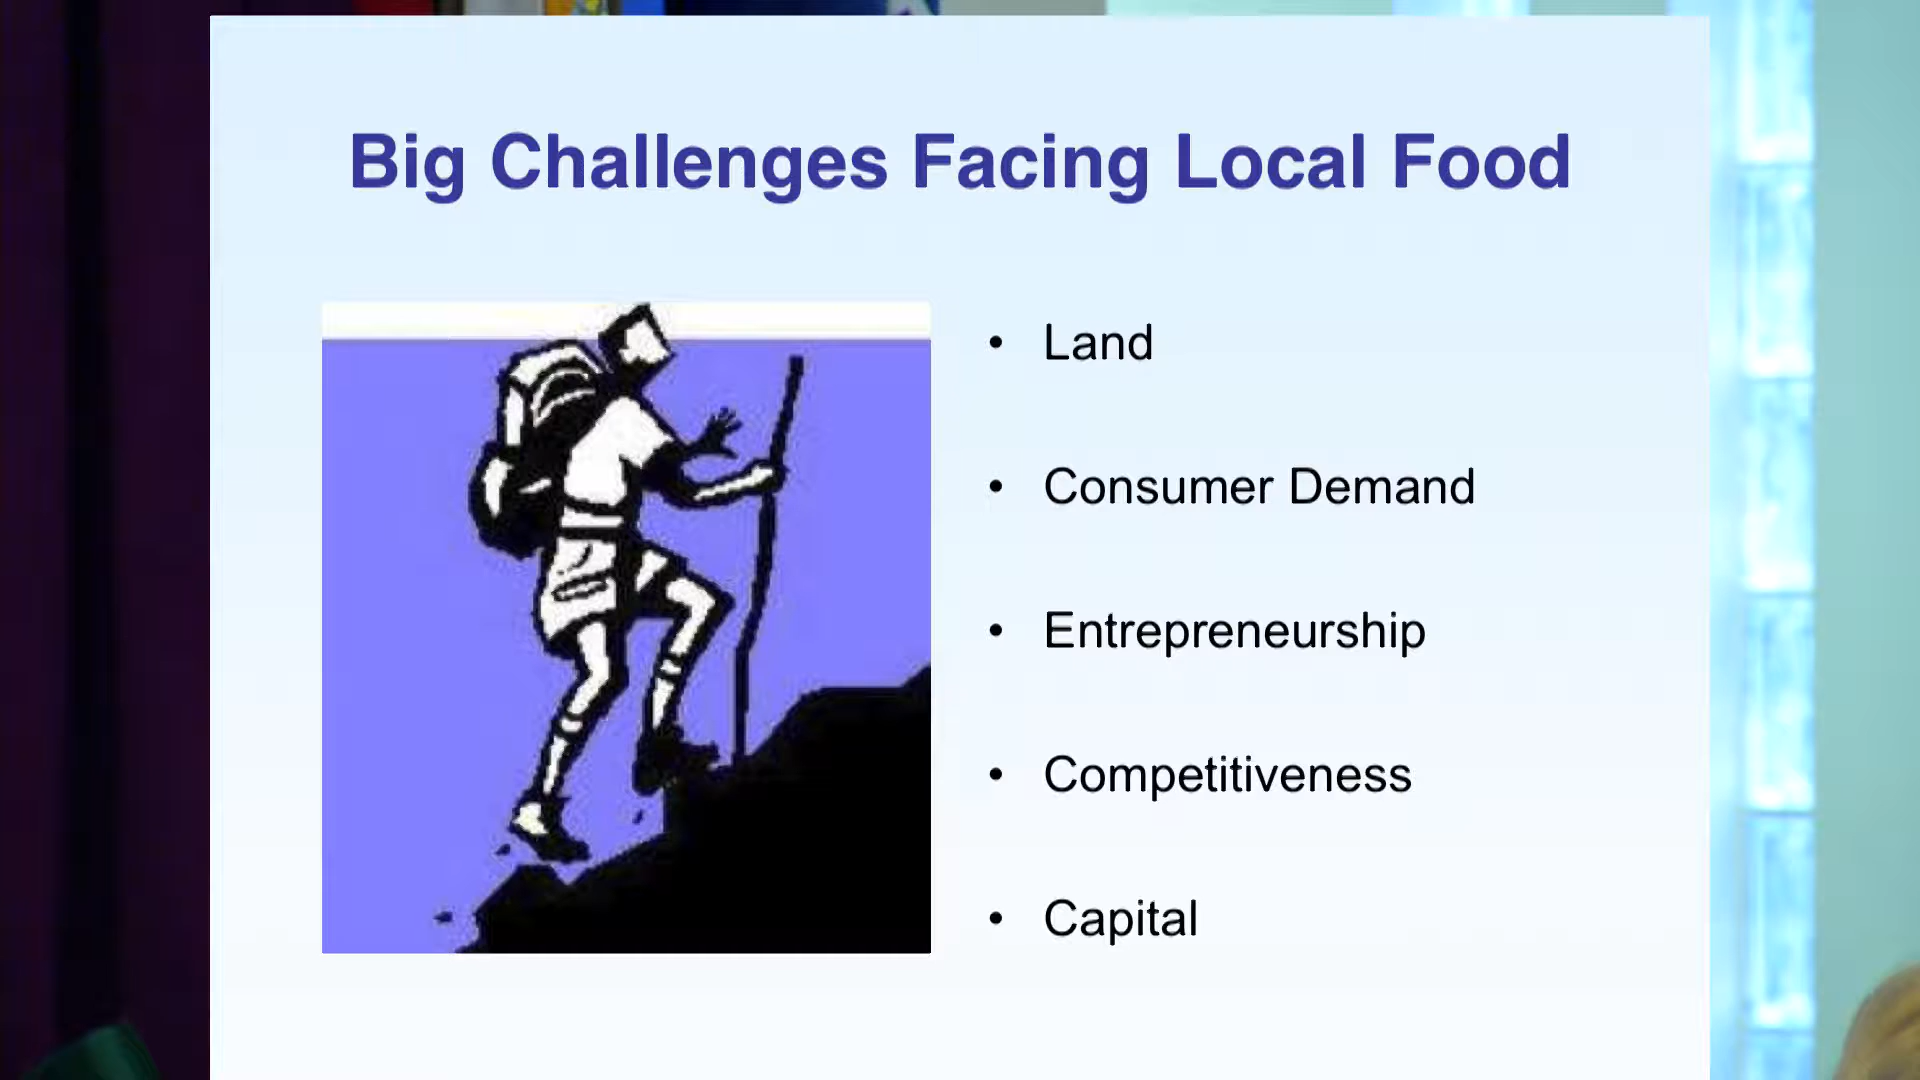 Big Challenges Facing Local Food
• Land
• Consumer Demand
• Entrepreneurship
• Competitiveness
• Capital